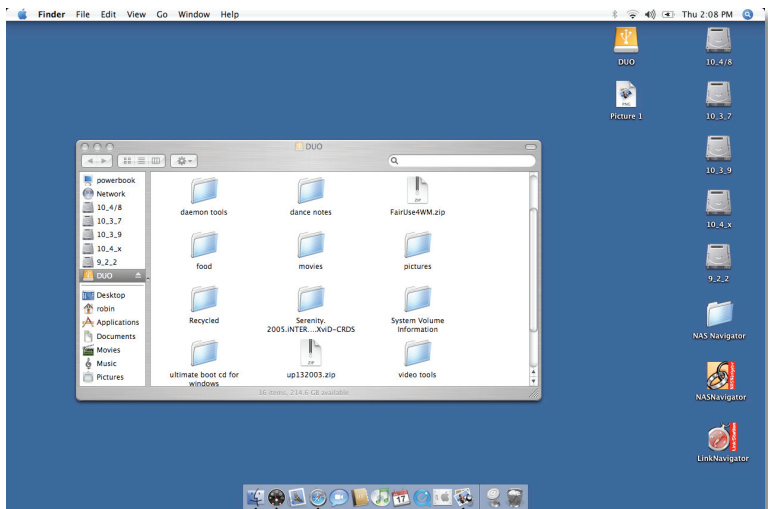 Finder File Edit View Go Window Help Thu 2:08 PM
DUO 10_4/8
Picture 1 10_3_7
10_3_9
10_4_x
9_2_2
NAS Navigator
NASNavigator
LinkNavigator
DUO
powerbook
Network
10_4/8
10_3_7
10_3_9
10_4_x
9_2_2
DUO
Desktop
robin
Applications
Documents
Movies
Music
Pictures
daemon tools dance notes FairUse4WM.zip
food movies pictures
Recycled Serenity. System Volume
2005.iNTER....XviD-CRDS Information
ultimate boot cd for up132003.zip video tools
windows
16 items, 214.6 GB available
ZIP
ZIP
17